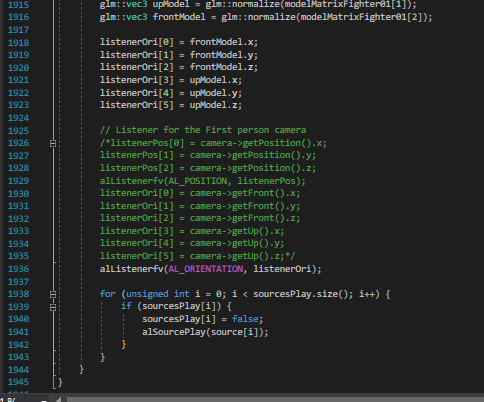 1915 glm::vec3 upModel = glm::normalize(modelMatrixFighter01[1]);
1916 glm::vec3 frontModel = glm::normalize(modelMatrixFighter01[2]);
1917
1918 listenerOri[0] = frontModel.x;
1919 listenerOri[1] = frontModel.y;
1920 listenerOri[2] = frontModel.z;
1921 listenerOri[3] = upModel.x;
1922 listenerOri[4] = upModel.y;
1923 listenerOri[5] = upModel.z;
1924
1925 // Listener for the First person camera
1926 /*listenerPos[0] = camera->getPosition().x;
1927 listenerPos[1] = camera->getPosition().y;
1928 listenerPos[2] = camera->getPosition().z;
1929 alListenerfv(AL_POSITION, listenerPos);
1930 listenerOri[0] = camera->getFront().x;
1931 listenerOri[1] = camera->getFront().y;
1932 listenerOri[2] = camera->getFront().z;
1933 listenerOri[3] = camera->getUp().x;
1934 listenerOri[4] = camera->getUp().y;
1935 listenerOri[5] = camera->getUp().z;*/
1936 alListenerfv(AL_ORIENTATION, listenerOri);
1937
1938 for (unsigned int i = 0; i < sourcesPlay.size(); i++) {
1939 if (sourcesPlay[i]) {
1940 sourcesPlay[i] = false;
1941 alSourcePlay(source[i]);
1942 }
1943 }
1944 }
1945 }